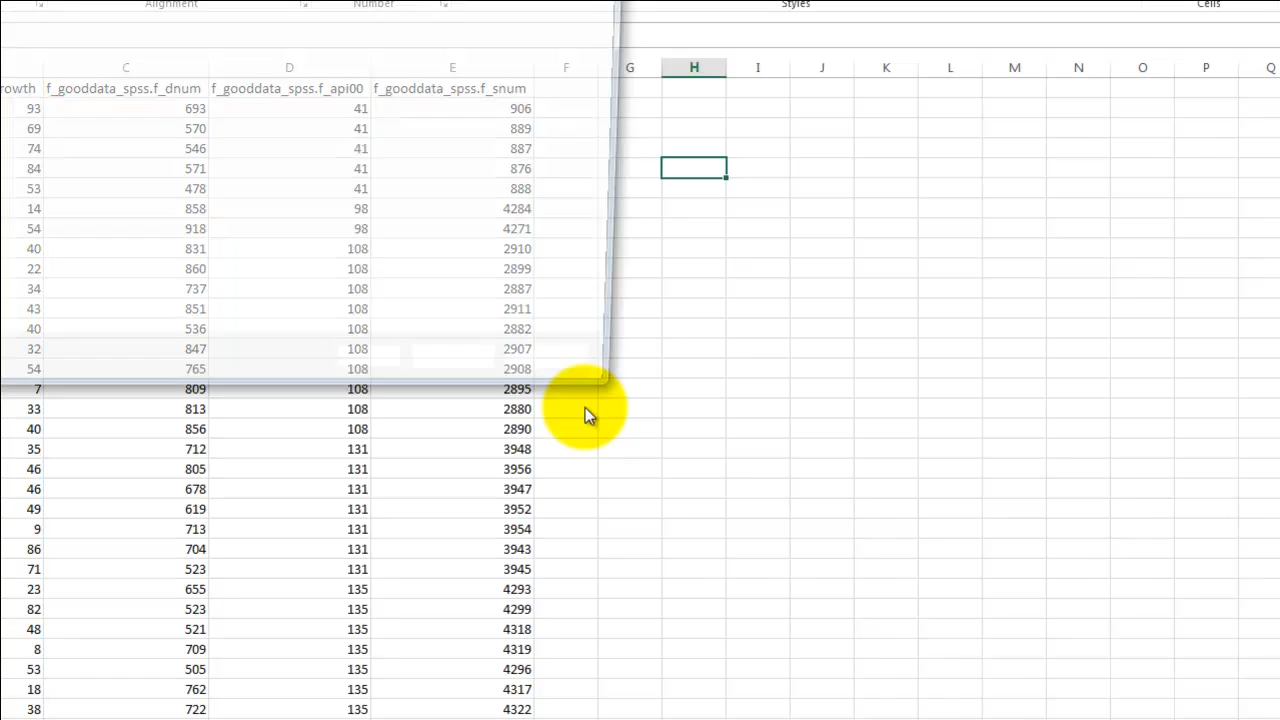 Alignment Number Styles Cells
C D E F G H I J K L M N O P Q
rowth f_gooddata_spss.f_dnum f_gooddata_spss.f_api00 f_gooddata_spss.f_snum
93 693 41 906
69 570 41 889
74 546 41 887
84 571 41 876
53 478 41 888
14 858 98 4284
54 918 98 4271
40 831 108 2910
22 860 108 2899
34 737 108 2887
43 851 108 2911
40 536 108 2882
32 847 108 2907
54 765 108 2908
7 809 108 2895
33 813 108 2880
40 856 108 2890
35 712 131 3948
46 805 131 3956
46 678 131 3947
49 619 131 3952
9 713 131 3954
86 704 131 3943
71 523 131 3945
23 655 135 4293
82 523 135 4299
48 521 135 4318
8 709 135 4319
53 505 135 4296
18 762 135 4317
38 722 135 4322